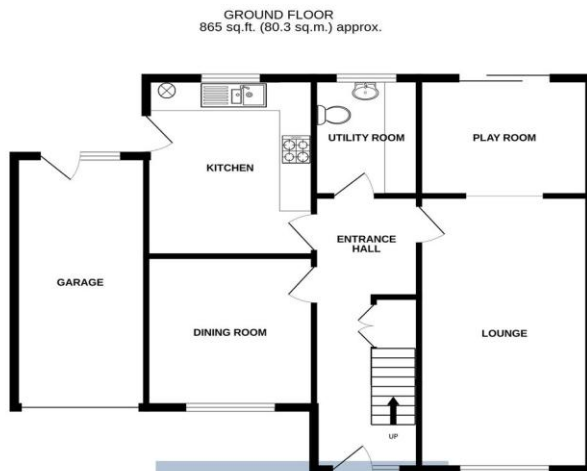 GROUND FLOOR
865 sq.ft. (80.3 sq.m.) approx.
UTILITY ROOM
PLAY ROOM
KITCHEN
ENTRANCE
HALL
GARAGE
DINING ROOM
LOUNGE
UP